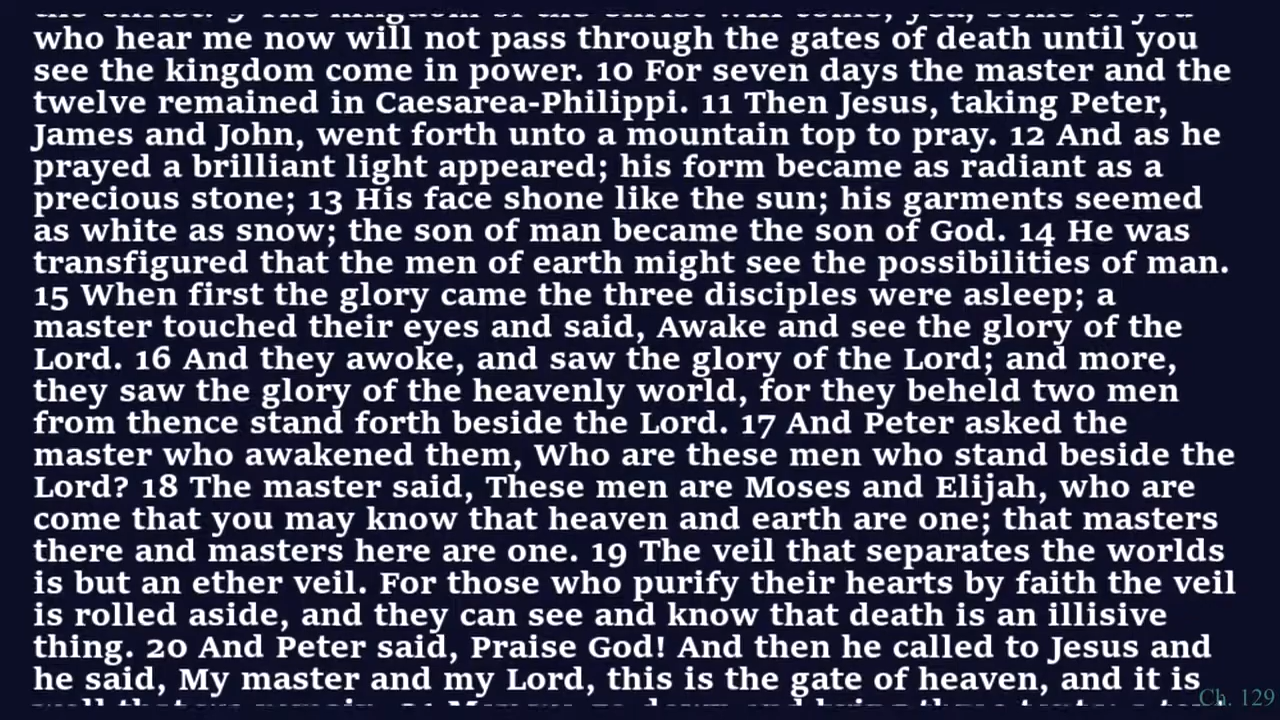 the Christ. 9 The kingdom of the Christ will come, yea, some of you
who hear me now will not pass through the gates of death until you
see the kingdom come in power. 10 For seven days the master and the
twelve remained in Caesarea-Philippi. 11 Then Jesus, taking Peter,
James and John, went forth unto a mountain top to pray. 12 And as he
prayed a brilliant light appeared; his form became as radiant as a
precious stone; 13 His face shone like the sun; his garments seemed
as white as snow; the son of man became the son of God. 14 He was
transfigured that the men of earth might see the possibilities of man.
15 When first the glory came the three disciples were asleep; a
master touched their eyes and said, Awake and see the glory of the
Lord. 16 And they awoke, and saw the glory of the Lord; and more,
they saw the glory of the heavenly world, for they beheld two men
from thence stand forth beside the Lord. 17 And Peter asked the
master who awakened them, Who are these men who stand beside the
Lord? 18 The master said, These men are Moses and Elijah, who are
come that you may know that heaven and earth are one; that masters
there and masters here are one. 19 The veil that separates the worlds
is but an ether veil. For those who purify their hearts by faith the veil
is rolled aside, and they can see and know that death is an illisive
thing. 20 And Peter said, Praise God! And then he called to Jesus and
he said, My master and my Lord, this is the gate of heaven, and it is
Ch. 129